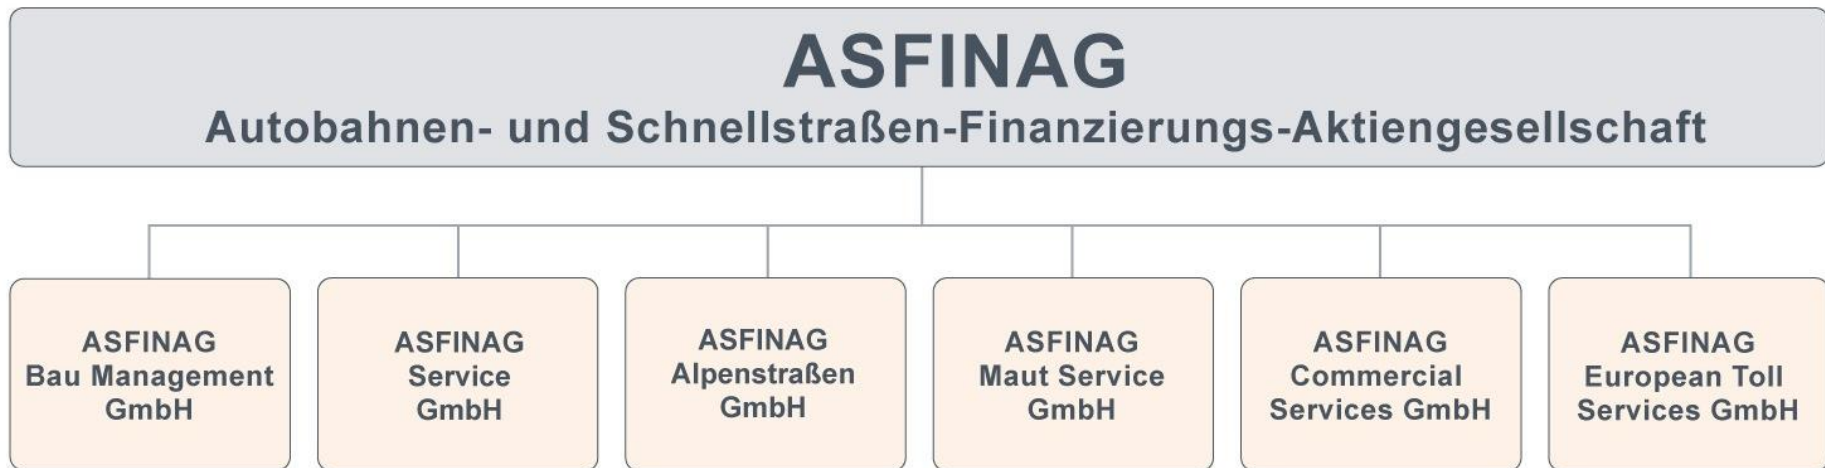 ASFINAG
Autobahnen- und Schnellstraßen-Finanzierungs-Aktiengesellschaft
ASFINAG
Bau Management
GmbH
ASFINAG
Service
GmbH
ASFINAG
Alpenstraßen
GmbH
ASFINAG
Maut Service
GmbH
ASFINAG
Commercial
Services GmbH
ASFINAG
European Toll
Services GmbH